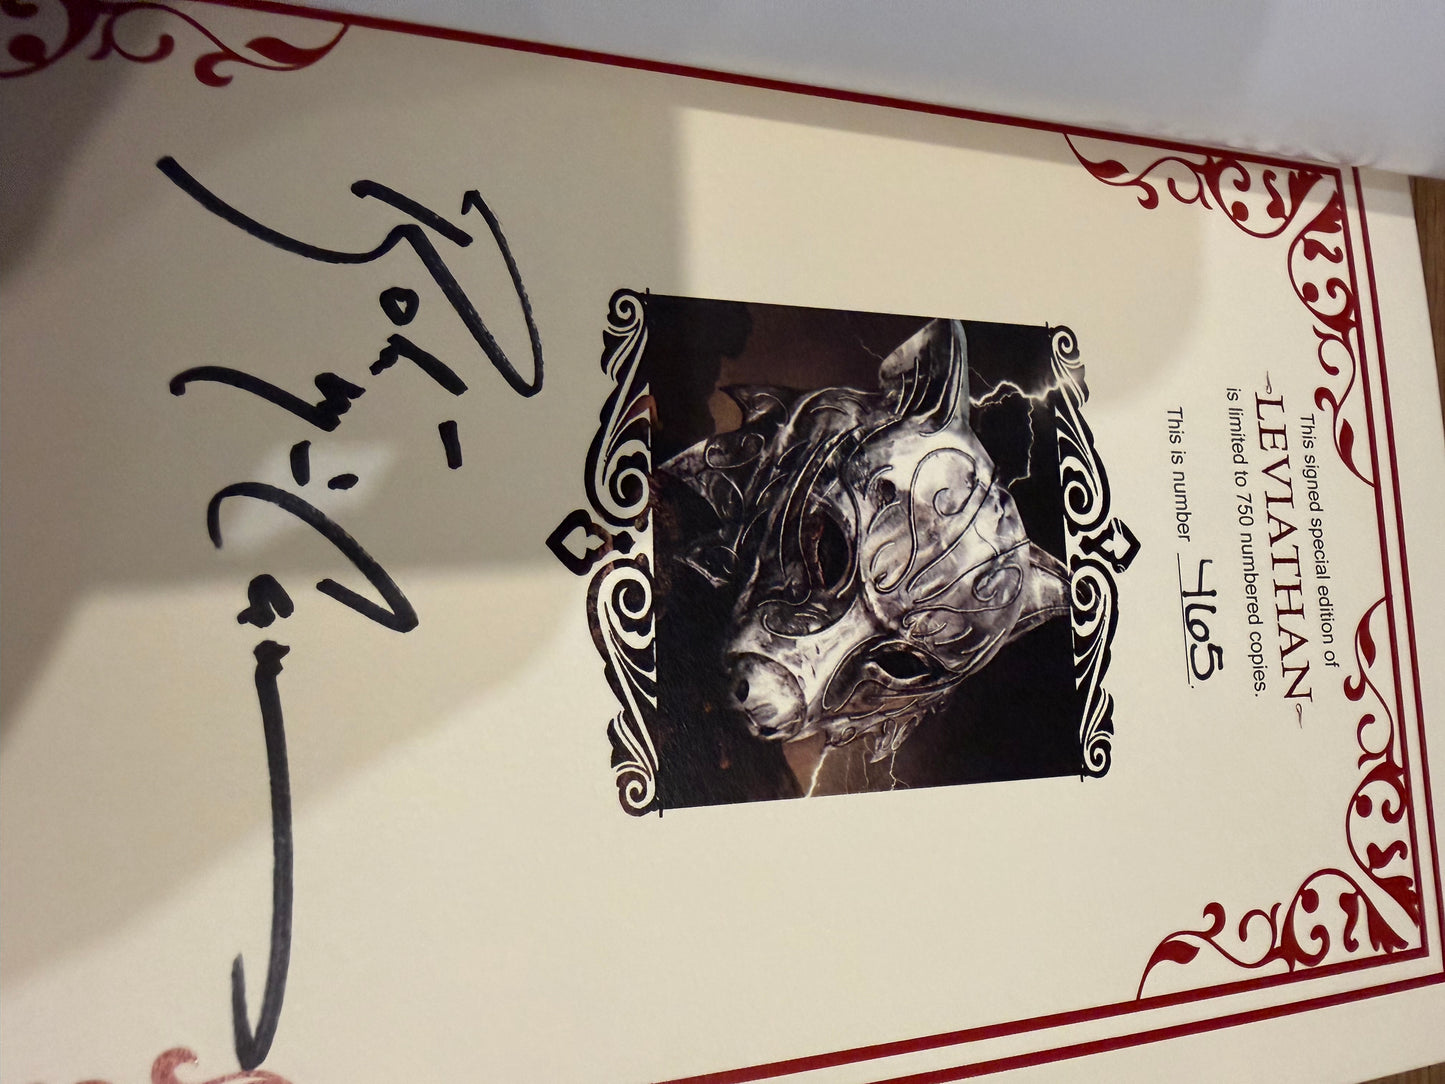 This signed special edition of
LEVIATHAN
is limited to 750 numbered copies.
This is number 465.